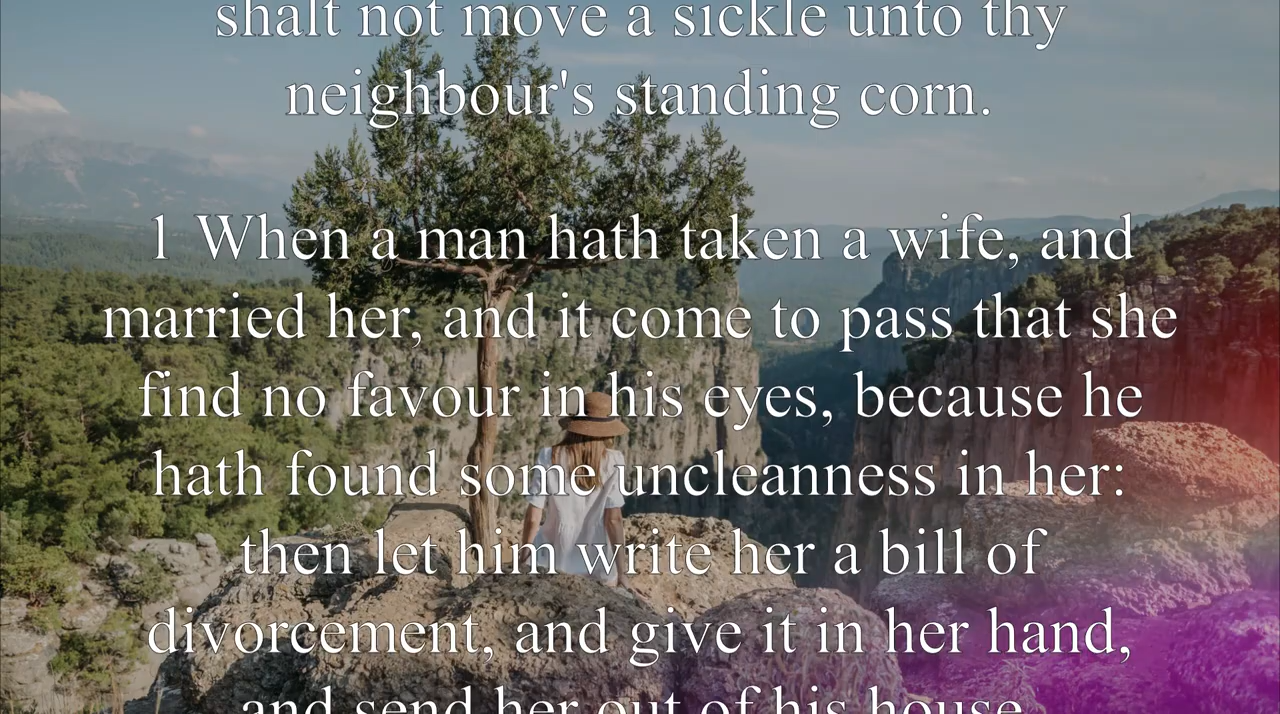 shalt not move a sickle unto thy
neighbour's standing corn.
1 When a man hath taken a wife, and
married her, and it come to pass that she
find no favour in his eyes, because he
hath found some uncleanness in her:
then let him write her a bill of
divorcement, and give it in her hand,
and send her out of his house